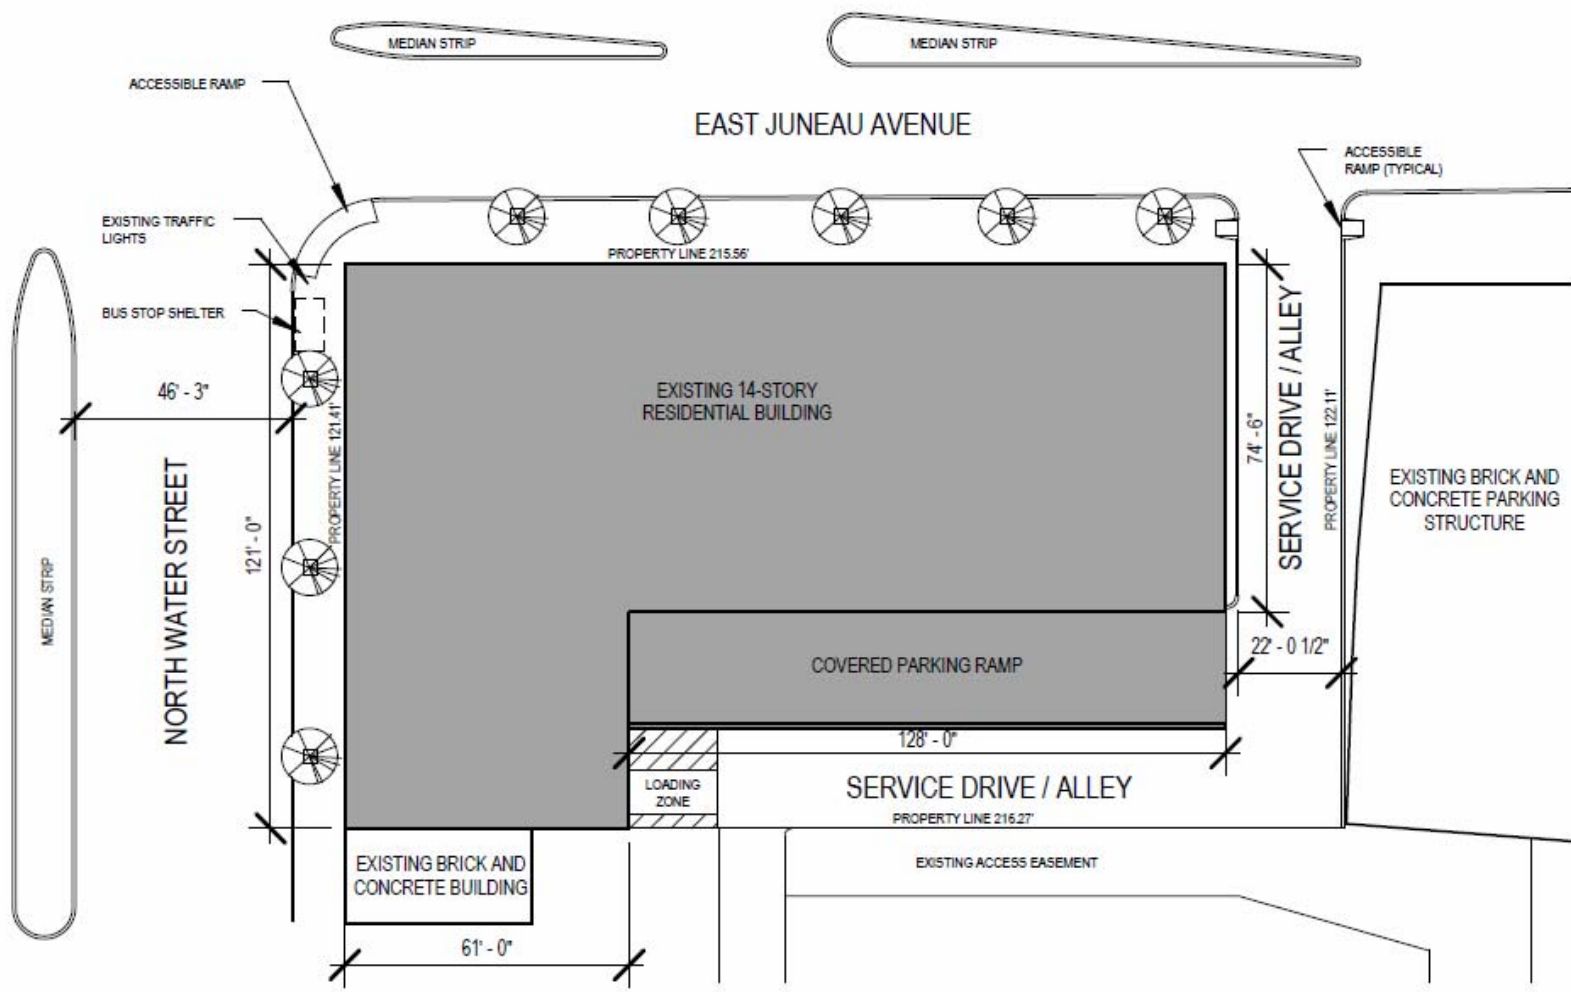 MEDIAN STRIP
MEDIAN STRIP
ACCESSIBLE RAMP
EAST JUNEAU AVENUE
ACCESSIBLE
RAMP (TYPICAL)
EXISTING TRAFFIC
LIGHTS
PROPERTY LINE 215.56'
BUS STOP SHELTER
46' - 3"
EXISTING 14-STORY
RESIDENTIAL BUILDING
PROPERTY LINE 121.41'
74' - 6"
SERVICE DRIVE / ALLEY
PROPERTY LINE 122.11'
EXISTING BRICK AND
CONCRETE PARKING
STRUCTURE
MEDIAN STRIP
NORTH WATER STREET
121' - 0"
COVERED PARKING RAMP
22' - 0 1/2"
128' - 0"
LOADING
ZONE
SERVICE DRIVE / ALLEY
PROPERTY LINE 216.27'
EXISTING BRICK AND
CONCRETE BUILDING
EXISTING ACCESS EASEMENT
61' - 0"